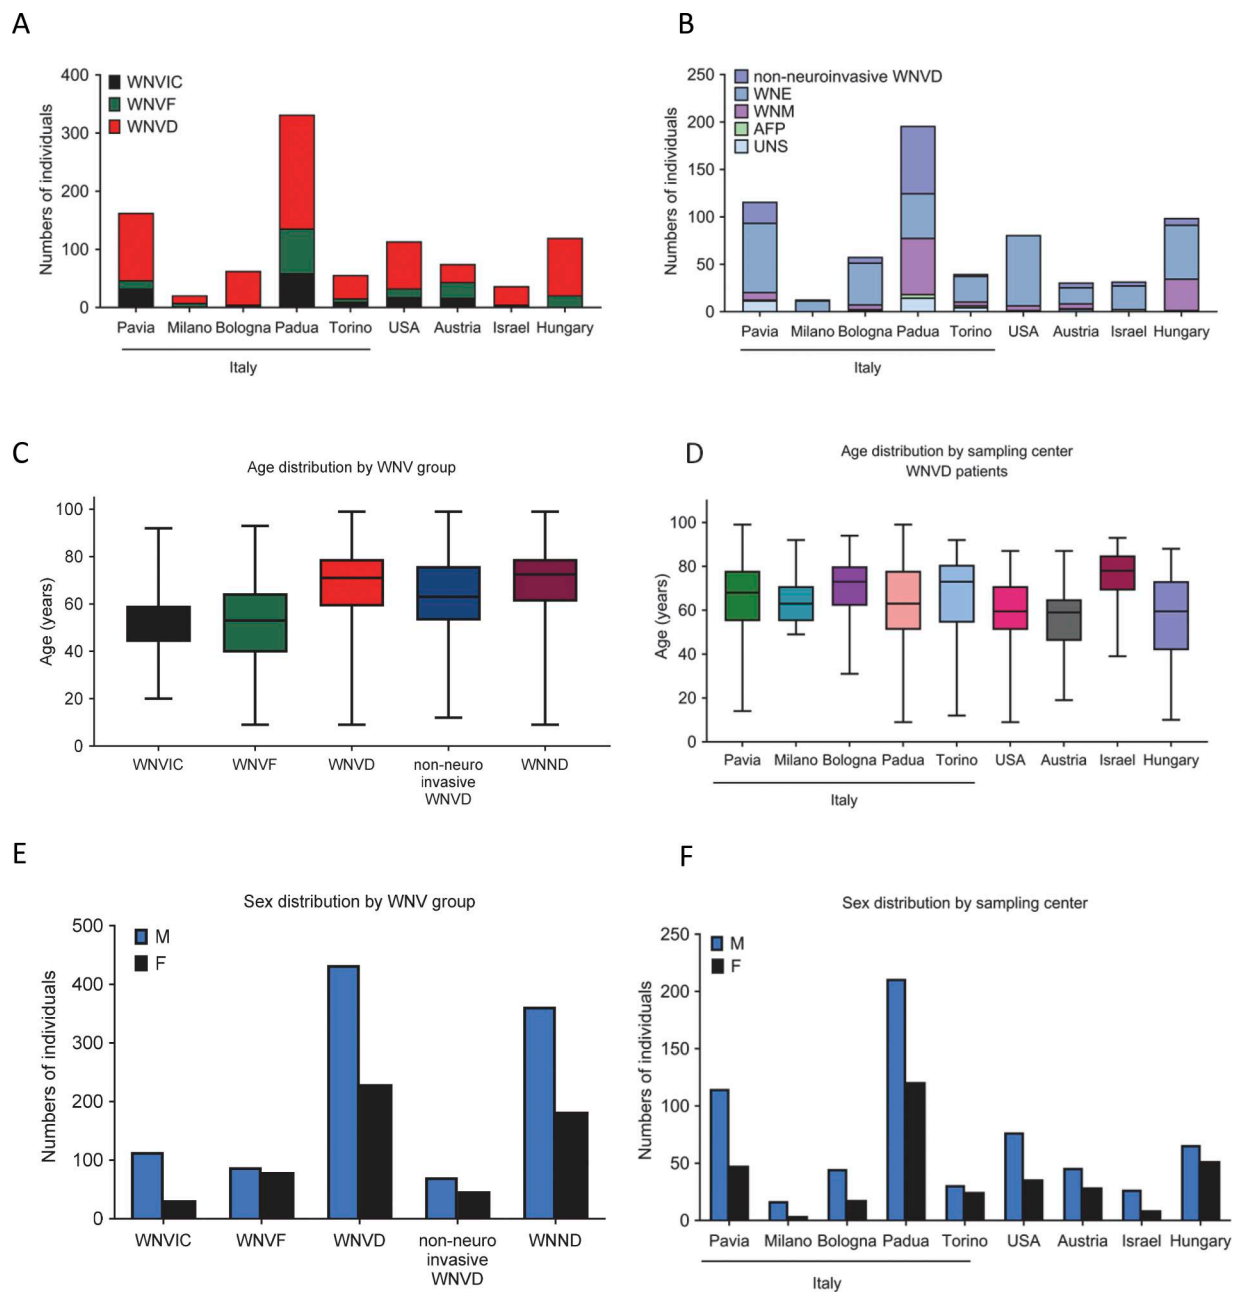 A
Numbers of individuals
400
300
200
100
0
WNVIC
WNVF
WNVD
Pavia Milano Bologna Padua Torino USA Austria Israel Hungary
Italy
B
Numbers of individuals
250
200
150
100
50
0
non-neuroinvasive WNVD
WNE
WNM
AFP
UNS
Pavia Milano Bologna Padua Torino USA Austria Israel Hungary
Italy
C
Age distribution by WNV group
Age (years)
100
80
60
40
20
0
WNVIC WNVF WNVD non-neuro WNND
invasive
WNVD
D
Age distribution by sampling center
WNVD patients
Age (years)
100
80
60
40
20
0
Pavia Milano Bologna Padua Torino USA Austria Israel Hungary
Italy
E
Sex distribution by WNV group
Numbers of individuals
500
400
300
200
100
0
M
F
WNVIC WNVF WNVD non-neuro WNND
invasive
WNVD
F
Sex distribution by sampling center
Numbers of individuals
250
200
150
100
50
0
M
F
Pavia Milano Bologna Padua Torino USA Austria Israel Hungary
Italy